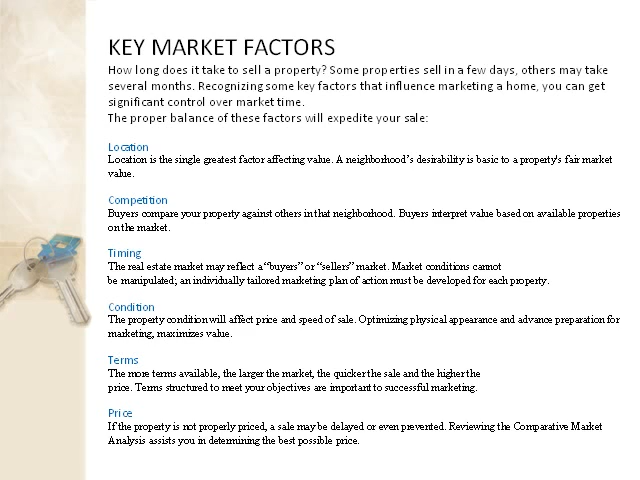 KEY MARKET FACTORS
How long does it take to sell a property? Some properties sell in a few days, others may take
several months. Recognizing some key factors that influence marketing a home, you can get
significant control over market time.
The proper balance of these factors will expedite your sale:
Location
Location is the single greatest factor affecting value. A neighborhood's desirability is basic to a property's fair market
value.
Competition
Buyers compare your property against others in that neighborhood. Buyers interpret value based on available properties
on the market.
Timing
The real estate market may reflect a “buyers” or “sellers” market. Market conditions cannot
be manipulated; an individually tailored marketing plan of action must be developed for each property.
Condition
The property condition will affect price and speed of sale. Optimizing physical appearance and advance preparation for
marketing, maximizes value.
Terms
The more terms available, the larger the market, the quicker the sale and the higher the
price. Terms structured to meet your objectives are important to successful marketing.
Price
If the property is not properly priced, a sale may be delayed or even prevented. Reviewing the Comparative Market
Analysis assists you in determining the best possible price.